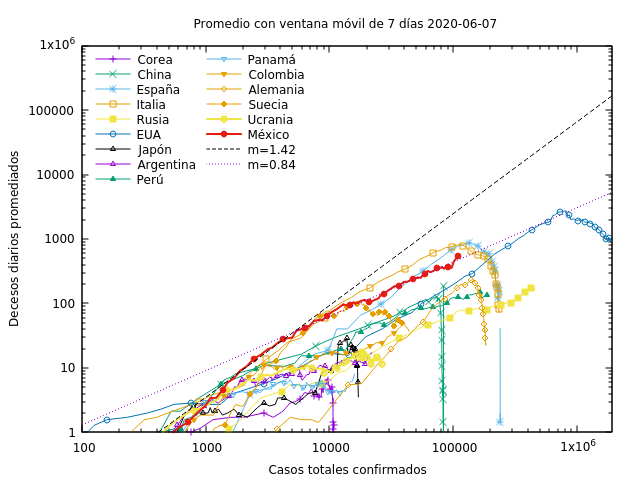 Promedio con ventana móvil de 7 días 2020-06-07
1x10⁶
100000
10000
1000
100
10
1
Decesos diarios promediados
Corea
China
España
Italia
Rusia
EUA
Japón
Argentina
Perú
Panamá
Colombia
Alemania
Suecia
Ucrania
México
m=1.42
m=0.84
100
1000
10000
100000
1x10⁶
Casos totales confirmados